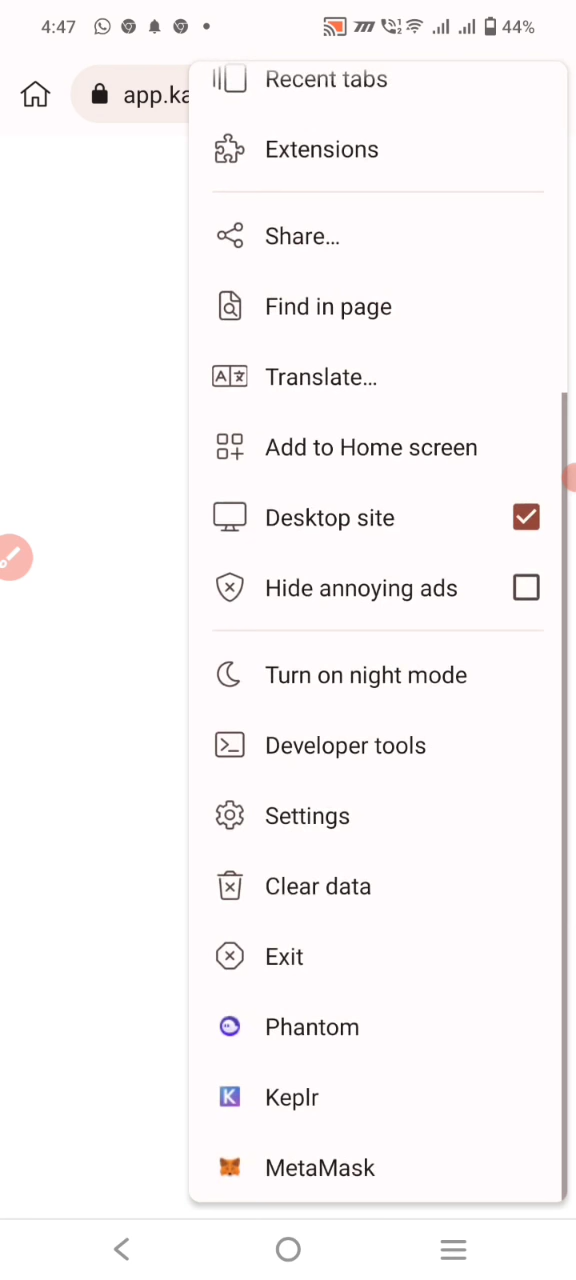 4:47 44%
app.ka
Recent tabs
Extensions
Share...
Find in page
Translate...
Add to Home screen
Desktop site
Hide annoying ads
Turn on night mode
Developer tools
Settings
Clear data
Exit
Phantom
Keplr
MetaMask